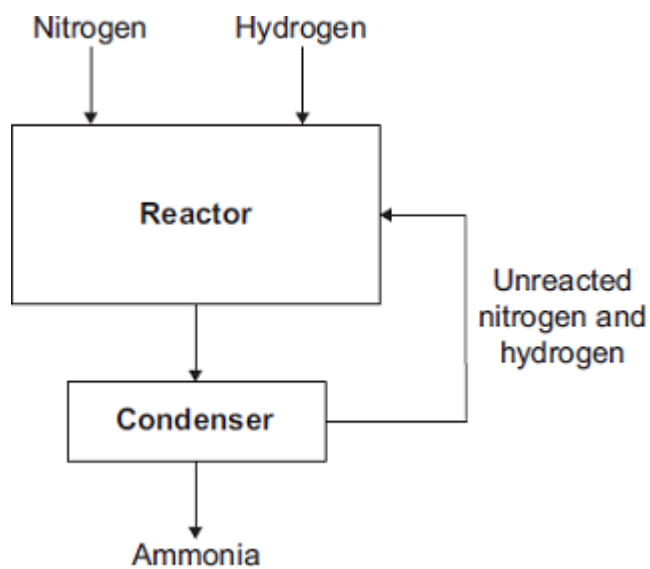 Nitrogen Hydrogen
Reactor
Unreacted
nitrogen and
hydrogen
Condenser
Ammonia